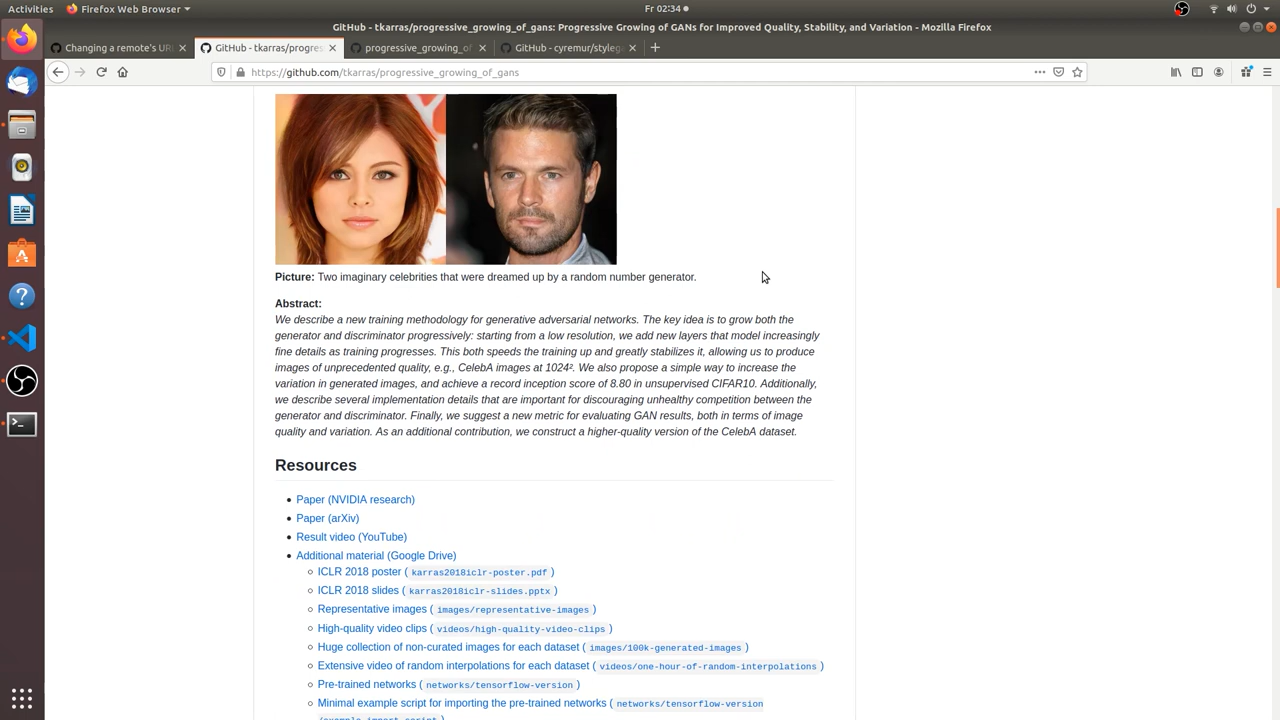 Activities
Firefox Web Browser
Fr 02:34
GitHub - tkarras/progressive_growing_of_gans: Progressive Growing of GANs for Improved Quality, Stability, and Variation - Mozilla Firefox
Changing a remote's UR
GitHub - tkarras/progres
progressive_growing_of_
GitHub - cyremur/styleg
https://github.com/tkarras/progressive_growing_of_gans
Picture: Two imaginary celebrities that were dreamed up by a random number generator.
Abstract:
We describe a new training methodology for generative adversarial networks. The key idea is to grow both the
generator and discriminator progressively: starting from a low resolution, we add new layers that model increasingly
fine details as training progresses. This both speeds the training up and greatly stabilizes it, allowing us to produce
images of unprecedented quality, e.g., CelebA images at 1024². We also propose a simple way to increase the
variation in generated images, and achieve a record inception score of 8.80 in unsupervised CIFAR10. Additionally,
we describe several implementation details that are important for discouraging unhealthy competition between the
generator and discriminator. Finally, we suggest a new metric for evaluating GAN results, both in terms of image
quality and variation. As an additional contribution, we construct a higher-quality version of the CelebA dataset.
Resources
Paper (NVIDIA research)
Paper (arXiv)
Result video (YouTube)
Additional material (Google Drive)
ICLR 2018 poster ( karras2018iclr-poster.pdf )
ICLR 2018 slides ( karras2018iclr-slides.pptx )
Representative images ( images/representative-images )
High-quality video clips ( videos/high-quality-video-clips )
Huge collection of non-curated images for each dataset ( images/100k-generated-images )
Extensive video of random interpolations for each dataset ( videos/one-hour-of-random-interpolations )
Pre-trained networks ( networks/tensorflow-version )
Minimal example script for importing the pre-trained networks ( networks/tensorflow-version
/example_import_script )